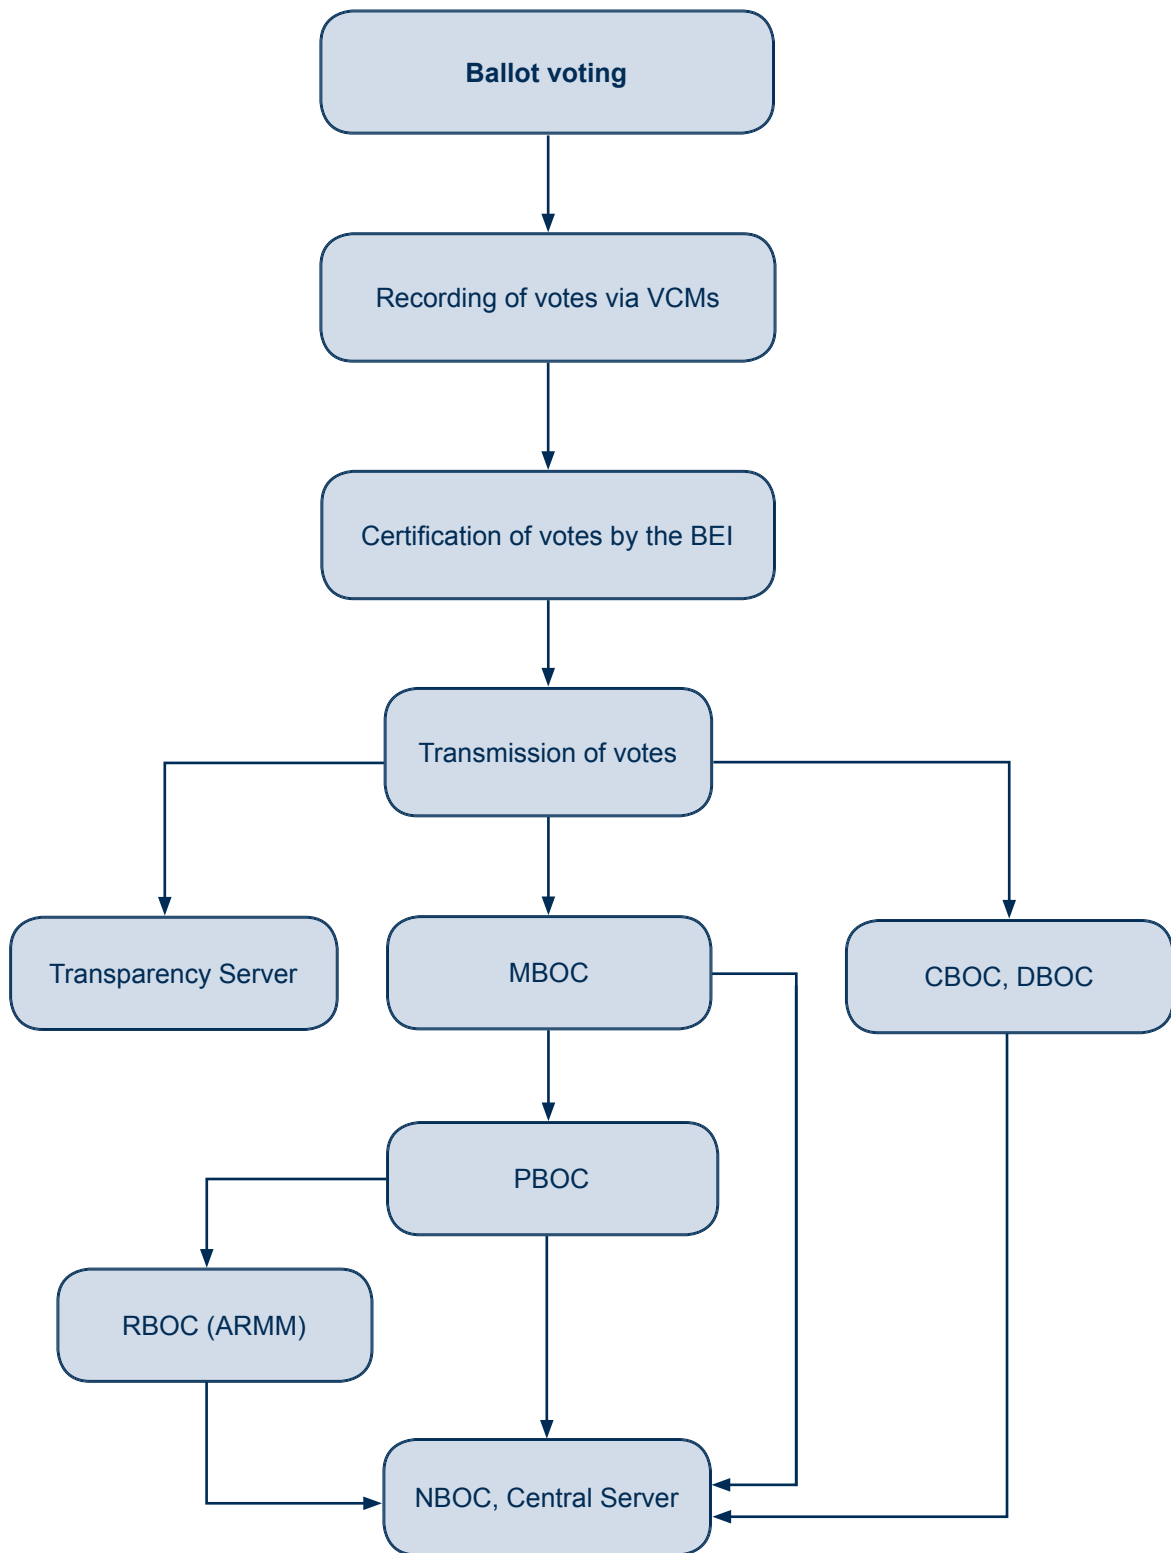 Ballot voting
Recording of votes via VCMs
Certification of votes by the BEI
Transmission of votes
Transparency Server
MBOC
CBOC, DBOC
PBOC
RBOC (ARMM)
NBOC, Central Server